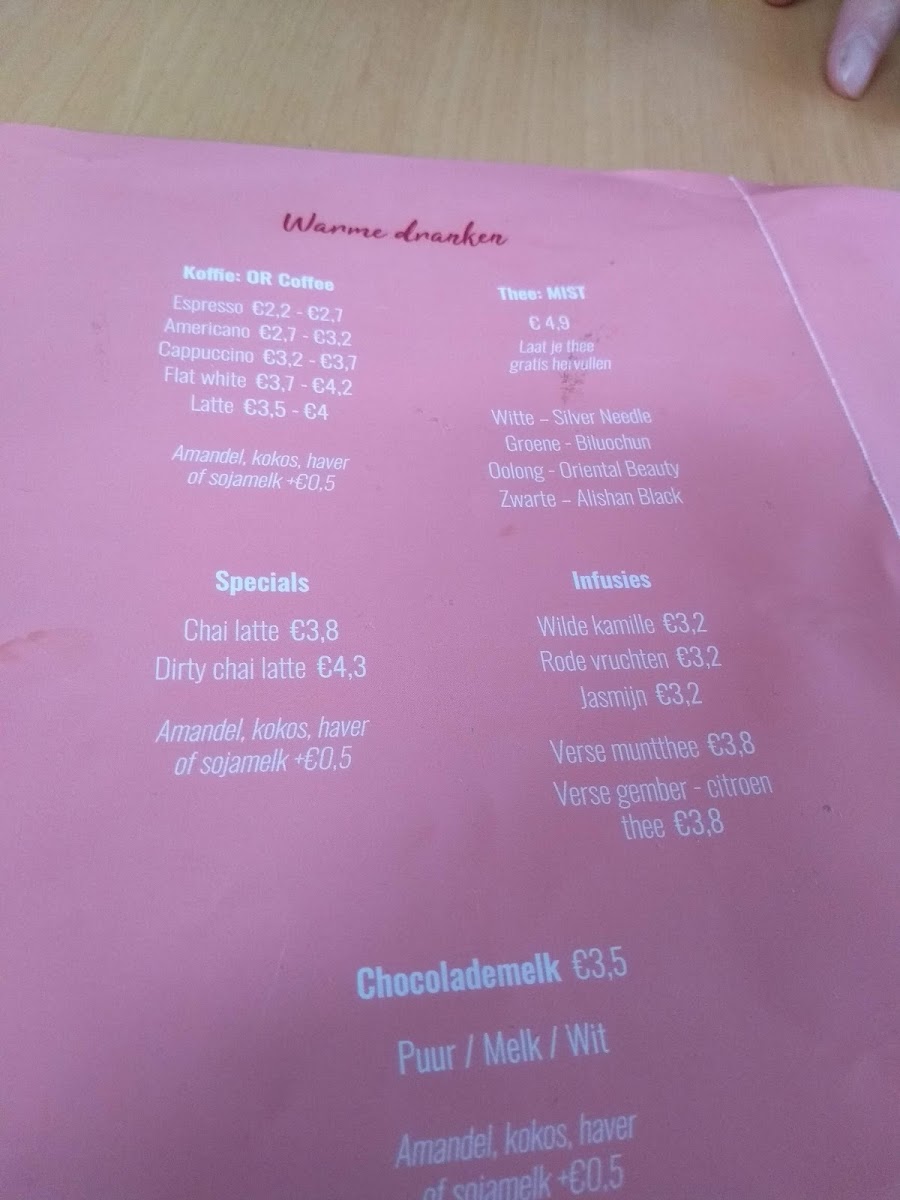 Warme dranken
Koffie: OR Coffee
Espresso €2,2 - €2,7
Americano €2,7 - €3,2
Cappuccino €3,2 - €3,7
Flat white €3,7 - €4,2
Latte €3,5 - €4
Amandel, kokos, haver
of sojamelk +€0,5
Thee: MIST
€ 4,9
Laat je thee
gratis hervullen
Witte – Silver Needle
Groene - Biluochun
Oolong - Oriental Beauty
Zwarte – Alishan Black
Specials
Chai latte €3,8
Dirty chai latte €4,3
Amandel, kokos, haver
of sojamelk +€0,5
Infusies
Wilde kamille €3,2
Rode vruchten €3,2
Jasmijn €3,2
Verse muntthee €3,8
Verse gember - citroen
thee €3,8
Chocolademelk €3,5
Puur / Melk / Wit
Amandel, kokos, haver
of sojamelk +€0,5